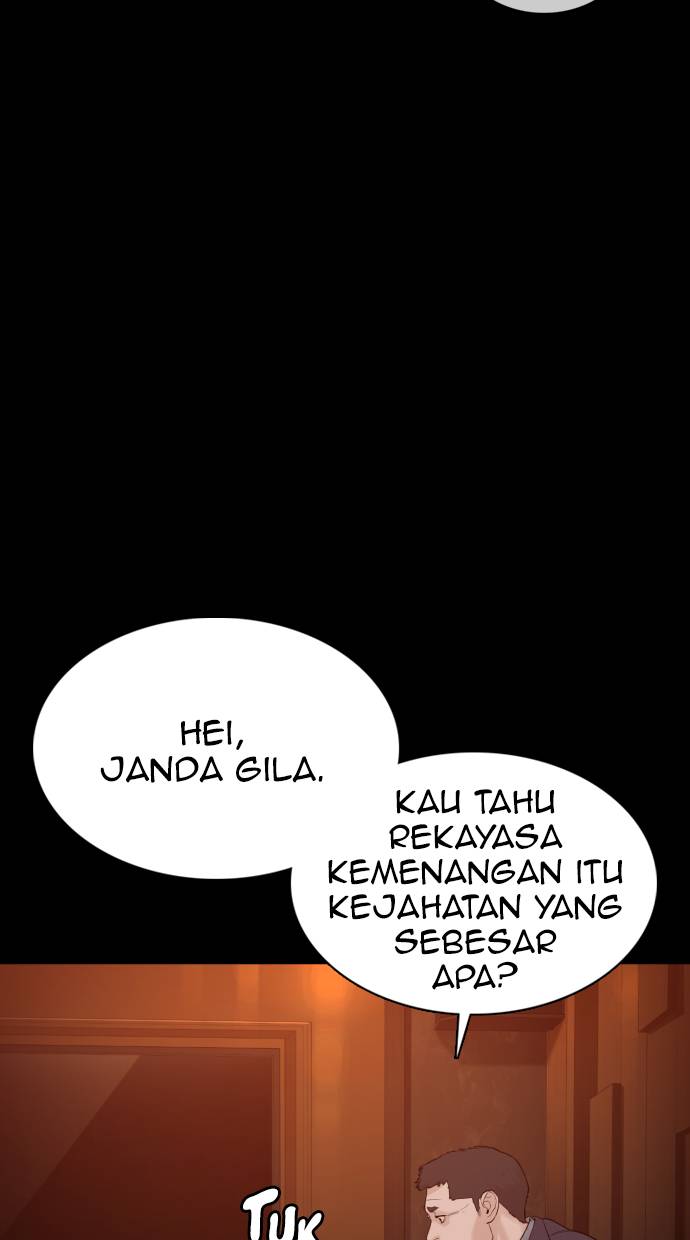 HEI,
JANDA GILA.
KAU TAHU
REKAYASA
KEMENANGAN ITU
KEJAHATAN YANG
SEBESAR
APA?
TUK